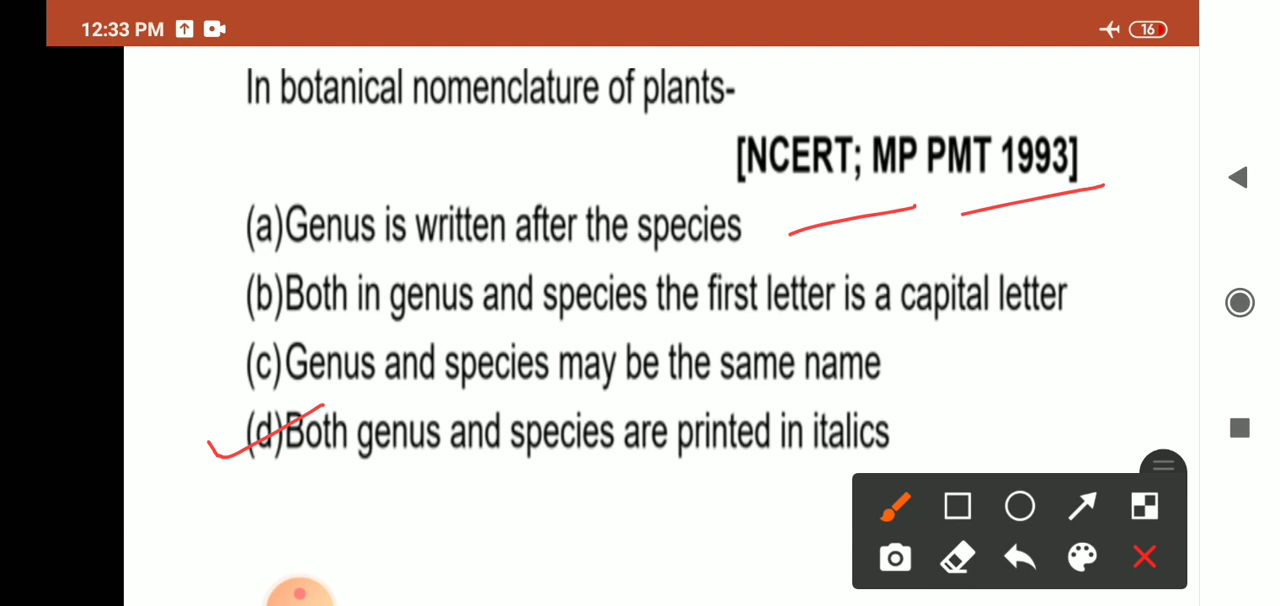 12:33 PM
16
In botanical nomenclature of plants-
[NCERT; MP PMT 1993]
(a)Genus is written after the species
(b)Both in genus and species the first letter is a capital letter
(c)Genus and species may be the same name
(d)Both genus and species are printed in italics